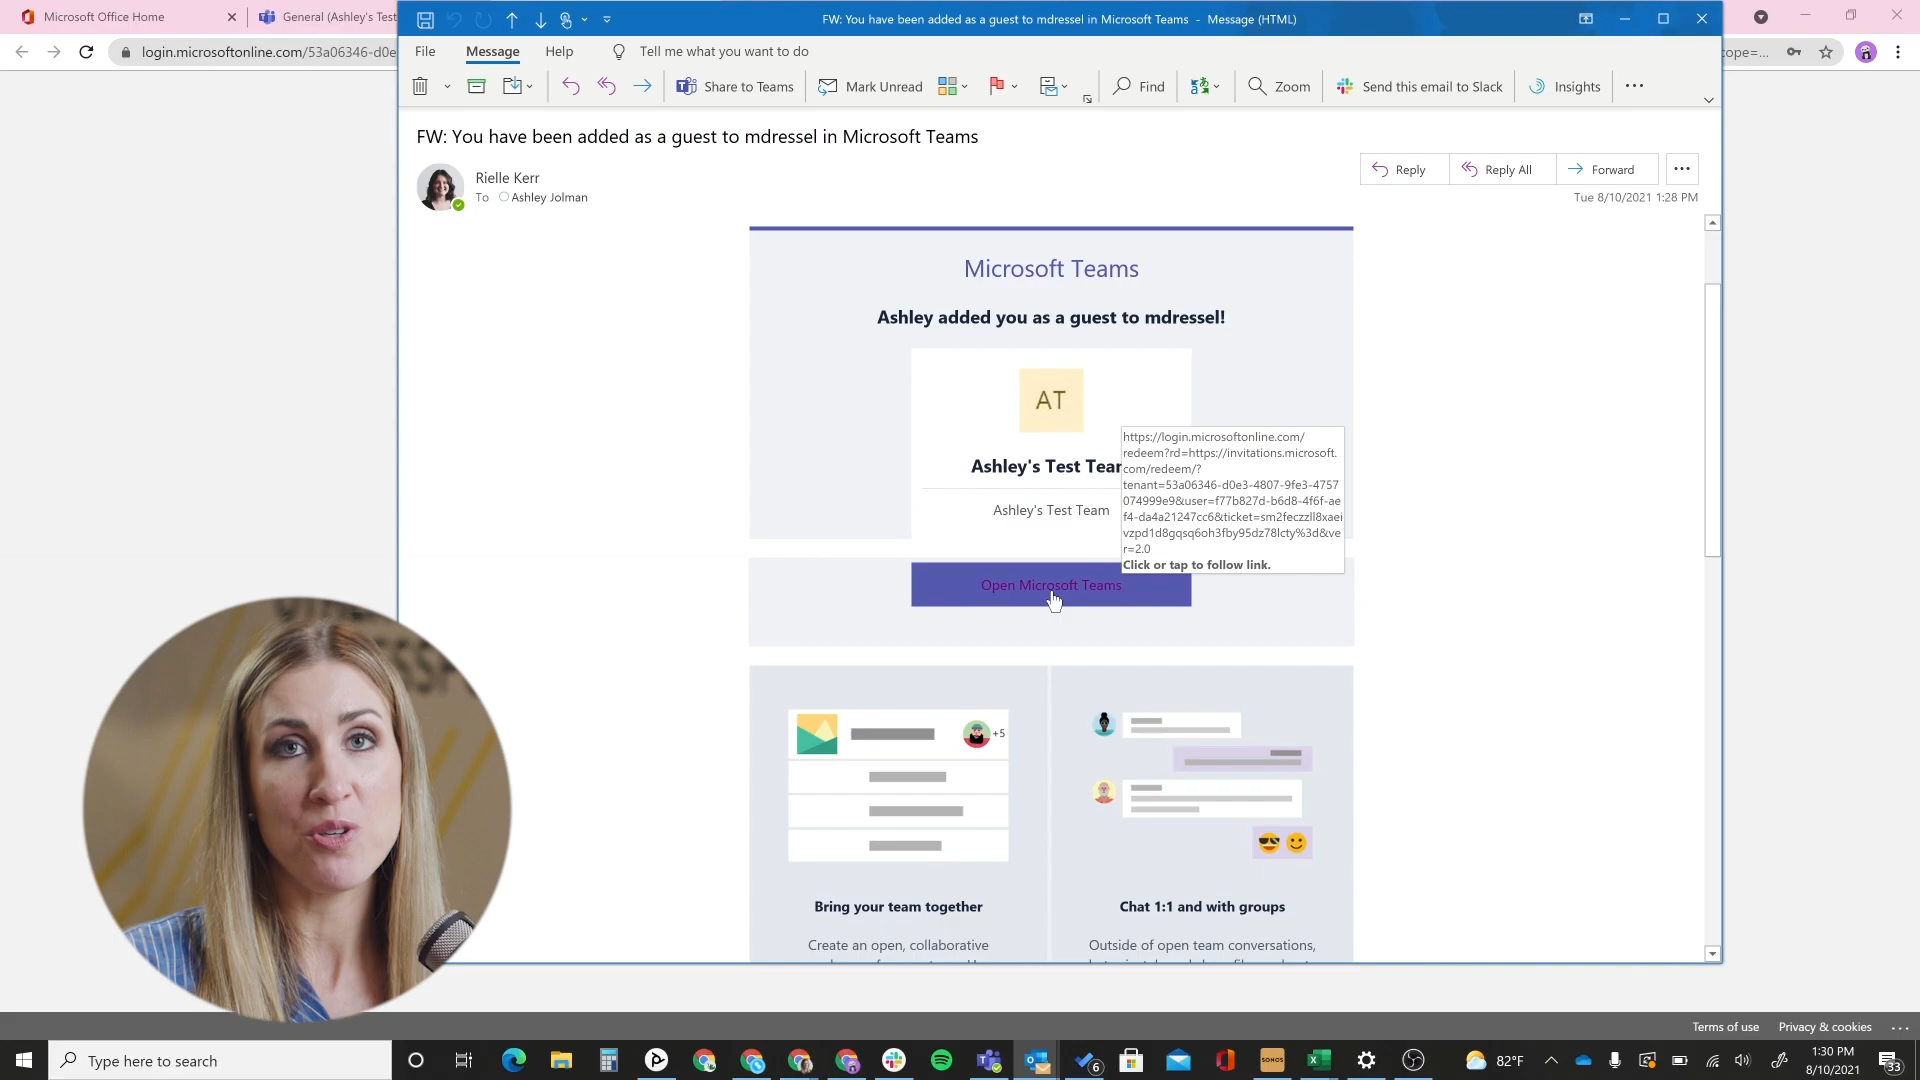 Microsoft Office Home
General (Ashley's Test
FW: You have been added as a guest to mdressel in Microsoft Teams - Message (HTML)
login.microsoftonline.com/53a06346-d0e
cope=...
File Message Help Tell me what you want to do
Share to Teams Mark Unread Find Zoom Send this email to Slack Insights
FW: You have been added as a guest to mdressel in Microsoft Teams
Rielle Kerr
To Ashley Jolman
Reply Reply All Forward
Tue 8/10/2021 1:28 PM
Microsoft Teams
Ashley added you as a guest to mdressel!
AT
Ashley's Test Tear
Ashley's Test Team
https://login.microsoftonline.com/
redeem?rd=https://invitations.microsoft.
com/redeem/?
tenant=53a06346-d0e3-4807-9fe3-4757
074999e9&user=f77b827d-b6d8-4f6f-ae
f4-da4a21247cc6&ticket=sm2feczzll8xaei
vzpd1d8gqsq6oh3fby95dz78lcty%3d&ve
r=2.0
Click or tap to follow link.
Open Microsoft Teams
+5
Bring your team together
Create an open, collaborative
Chat 1:1 and with groups
Outside of open team conversations,
Terms of use Privacy & cookies ...
Type here to search
6
SONOS
82°F
1:30 PM
8/10/2021
33